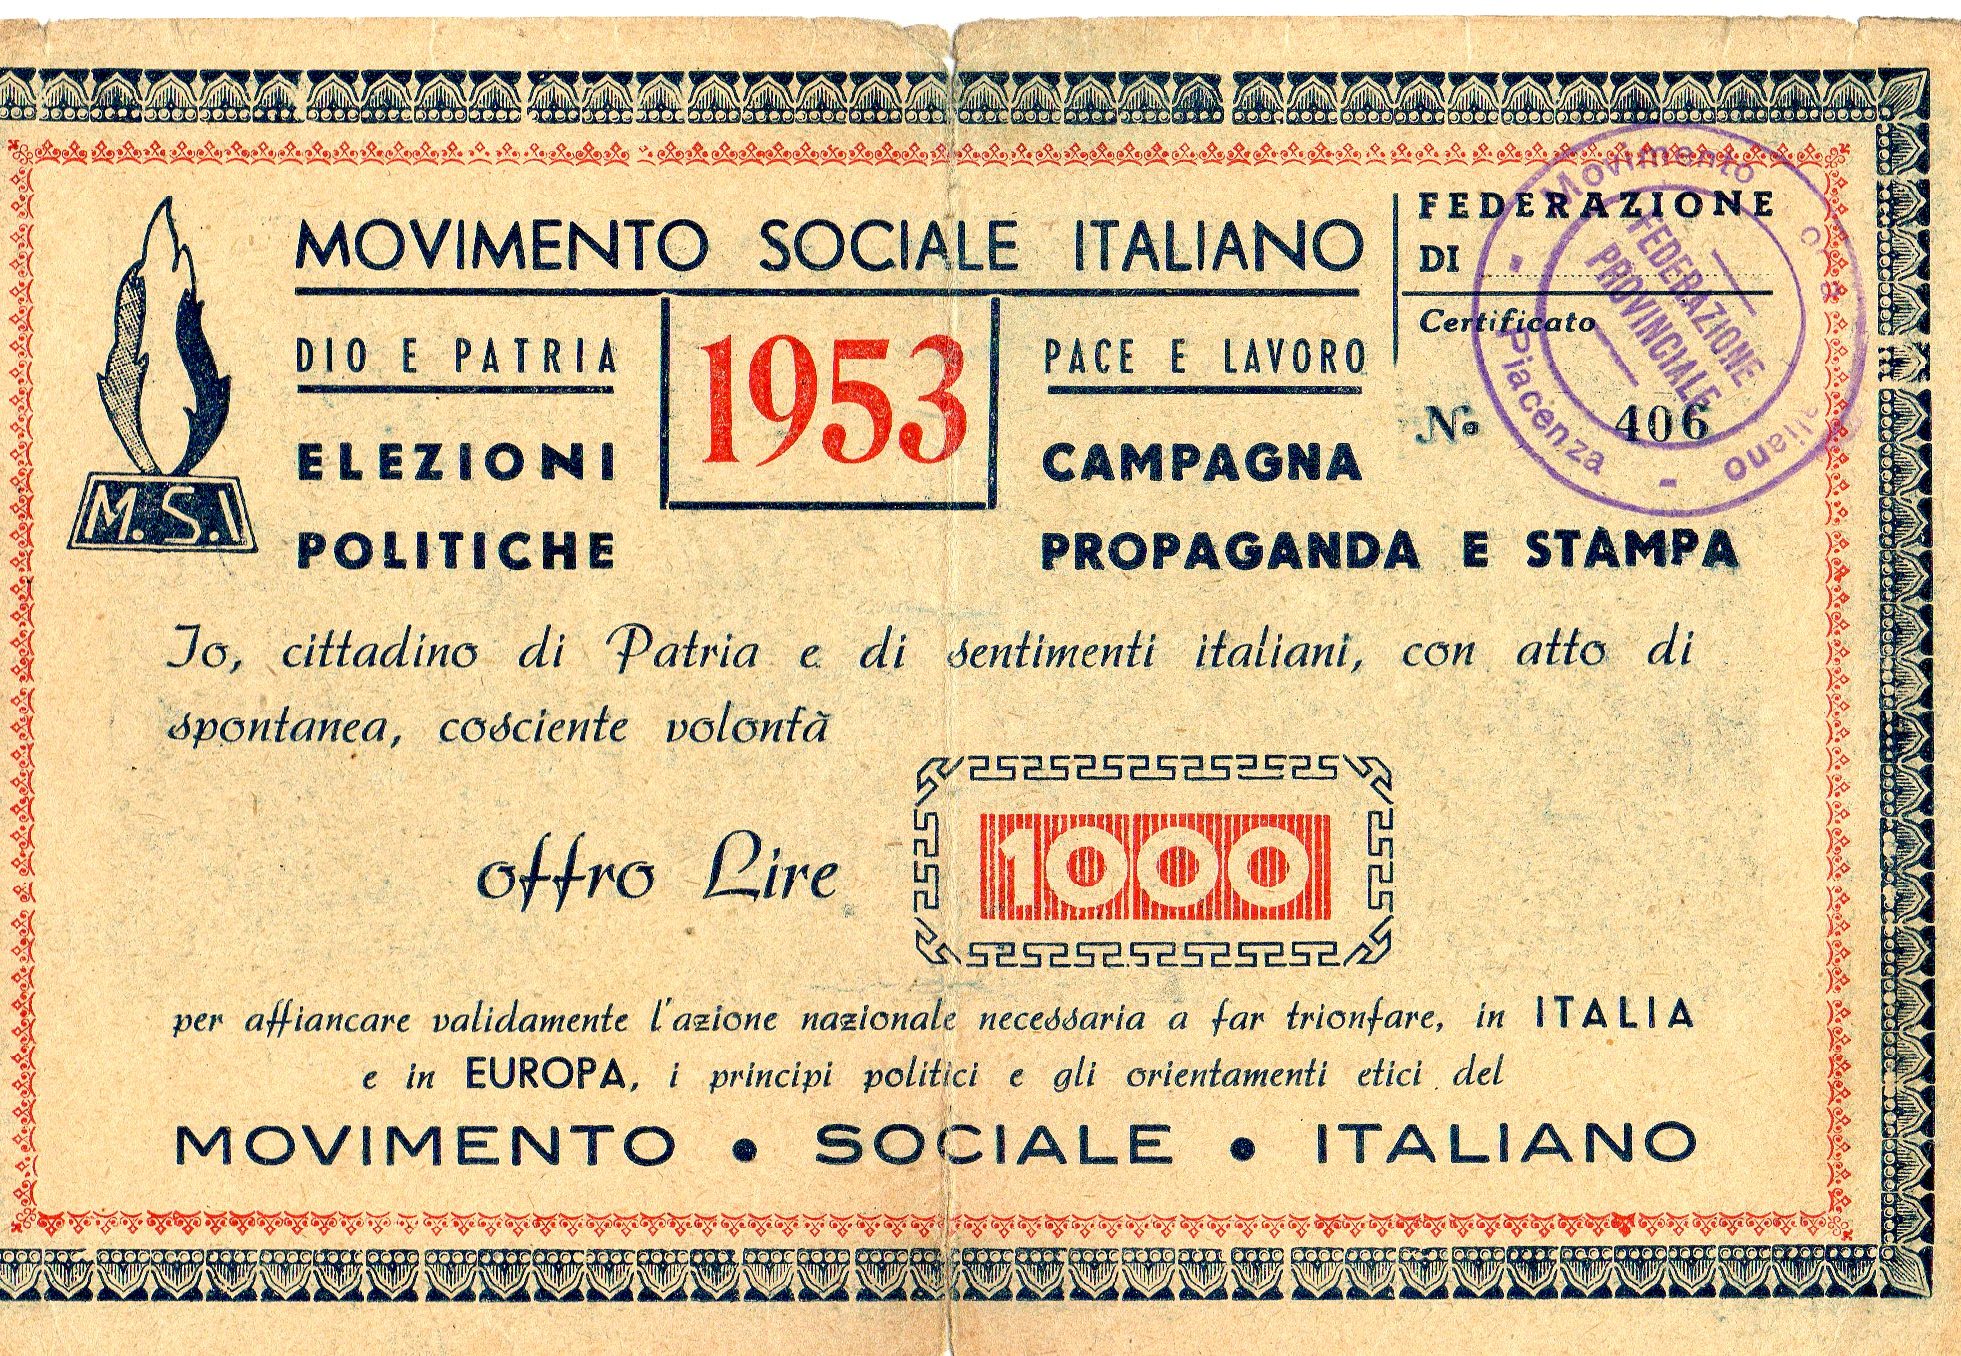 MOVIMENTO SOCIALE ITALIANO
DIO E PATRIA
1953
PACE E LAVORO
ELEZIONI
POLITICHE
CAMPAGNA
PROPAGANDA E STAMPA
M.S.I
FEDERAZIONE
DI
Certificato
N. 406
Movimento
FEDERAZIONE
PROVINCIALE
Piacenza
Io, cittadino di Patria e di sentimenti italiani, con atto di
spontanea, cosciente volontà
offro Lire 1000
per affiancare validamente l'azione nazionale necessaria a far trionfare, in ITALIA
e in EUROPA, i principi politici e gli orientamenti etici del
MOVIMENTO • SOCIALE • ITALIANO